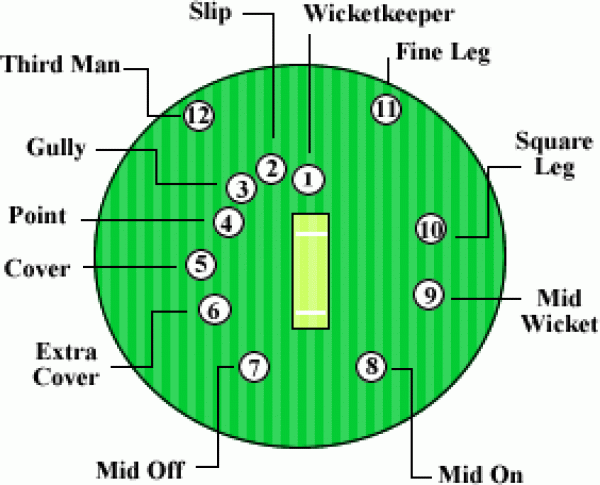 Slip
Wicketkeeper
Fine Leg
Third Man
12
11
Gully
Square
Leg
2
1
3
Point
4
10
Cover
5
9
Mid
Wicket
6
Extra
Cover
7
8
Mid Off
Mid On